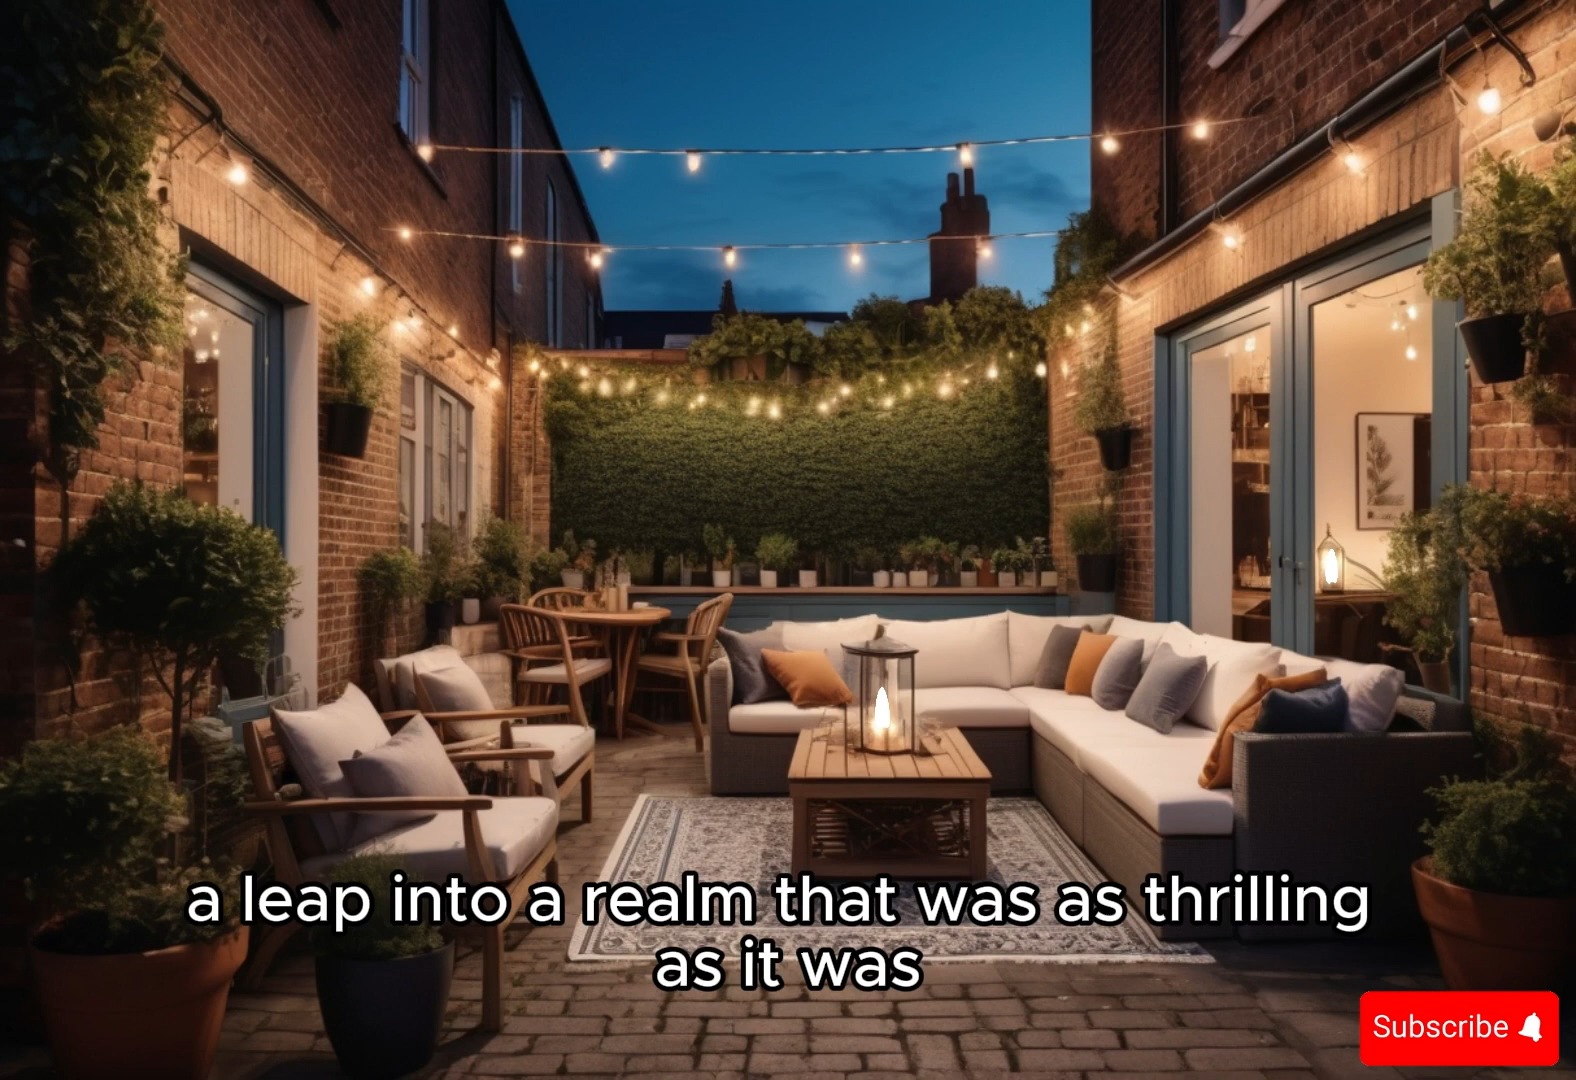 a leap into a realm that was as thrilling
as it was
Subscribe